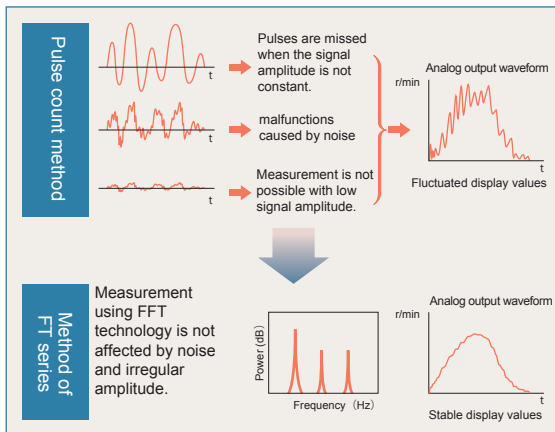 Pulse count method
t
Pulses are missed
when the signal
amplitude is not
constant.
t
malfunctions
caused by noise
t
Measurement is not
possible with low
signal amplitude.
Analog output waveform
r/min
t
Fluctuated display values
Method of
FT series
Measurement
using FFT
technology is not
affected by noise
and irregular
amplitude.
Power (dB)
Frequency (Hz)
Analog output waveform
r/min
t
Stable display values